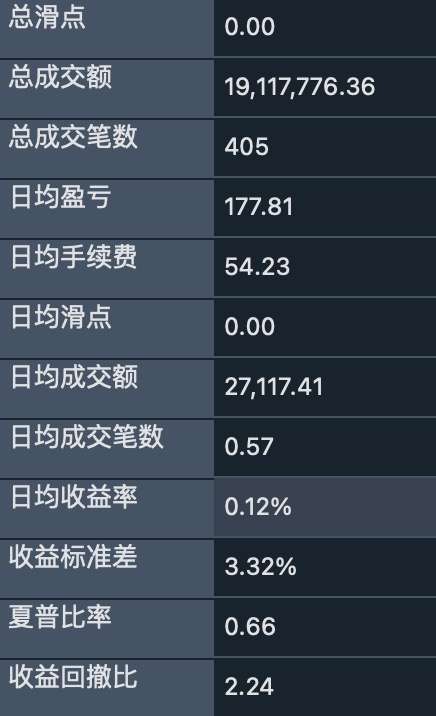 总滑点 0.00
总成交额 19,117,776.36
总成交笔数 405
日均盈亏 177.81
日均手续费 54.23
日均滑点 0.00
日均成交额 27,117.41
日均成交笔数 0.57
日均收益率 0.12%
收益标准差 3.32%
夏普比率 0.66
收益回撤比 2.24